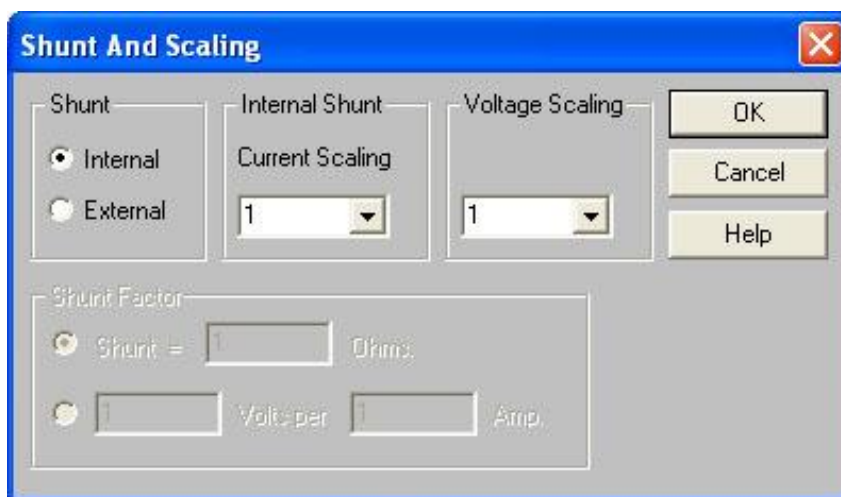 Shunt And Scaling
Shunt
Internal
External
Internal Shunt
Current Scaling
1
Voltage Scaling
1
OK
Cancel
Help
Shunt Factor
Shunt = 1 Ohms.
1 Volts per 1 Amp.